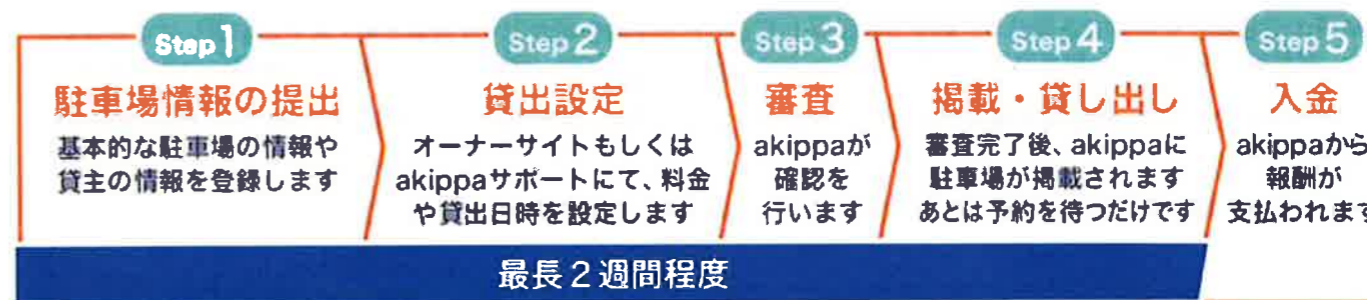 Step 1
駐車場情報の提出
基本的な駐車場の情報や
貸主の情報を登録します
Step 2
貸出設定
オーナーサイトもしくは
akippaサポートにて、料金
や貸出日時を設定します
Step 3
審査
akippaが
確認を
行います
Step 4
掲載・貸し出し
審査完了後、akippaに
駐車場が掲載されます
あとは予約を待つだけです
Step 5
入金
akippaから
報酬が
支払われます
最長2週間程度